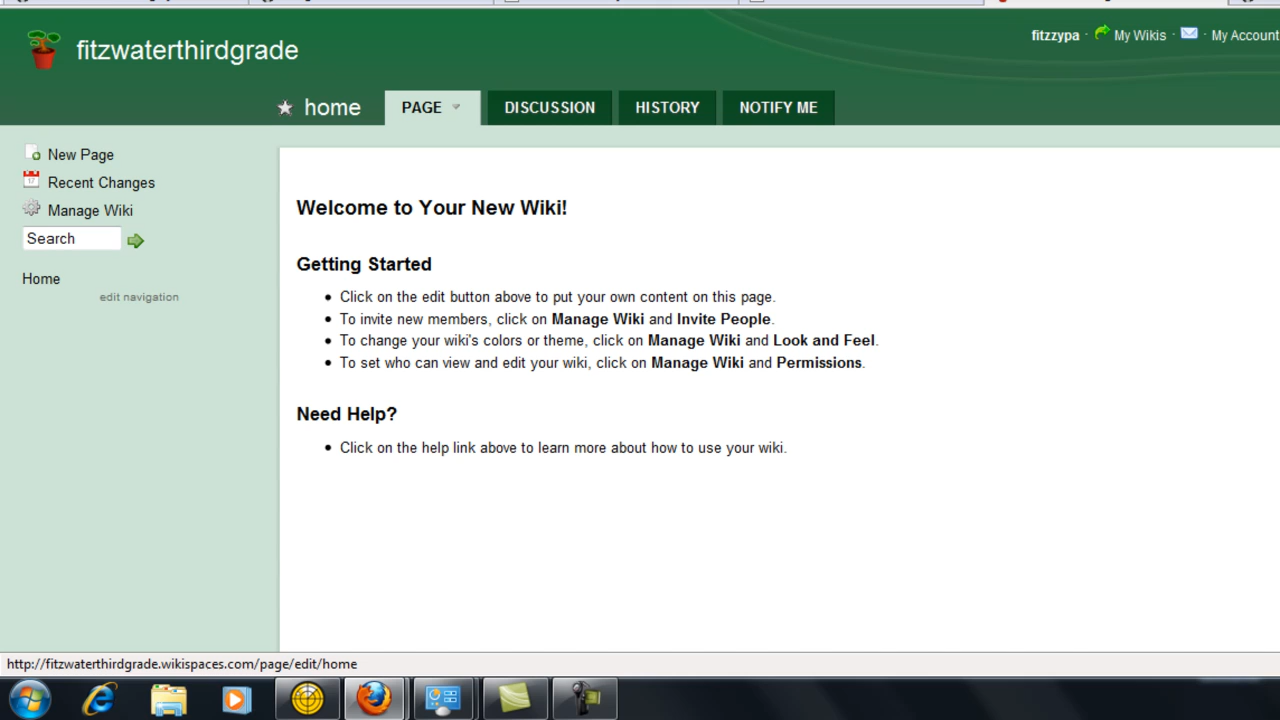 fitzwaterthirdgrade
fitzzypa · My Wikis · · My Account
home PAGE DISCUSSION HISTORY NOTIFY ME
New Page
Recent Changes
Manage Wiki
Search
Home
edit navigation
Welcome to Your New Wiki!
Getting Started
Click on the edit button above to put your own content on this page.
To invite new members, click on Manage Wiki and Invite People.
To change your wiki's colors or theme, click on Manage Wiki and Look and Feel.
To set who can view and edit your wiki, click on Manage Wiki and Permissions.
Need Help?
Click on the help link above to learn more about how to use your wiki.
http://fitzwaterthirdgrade.wikispaces.com/page/edit/home